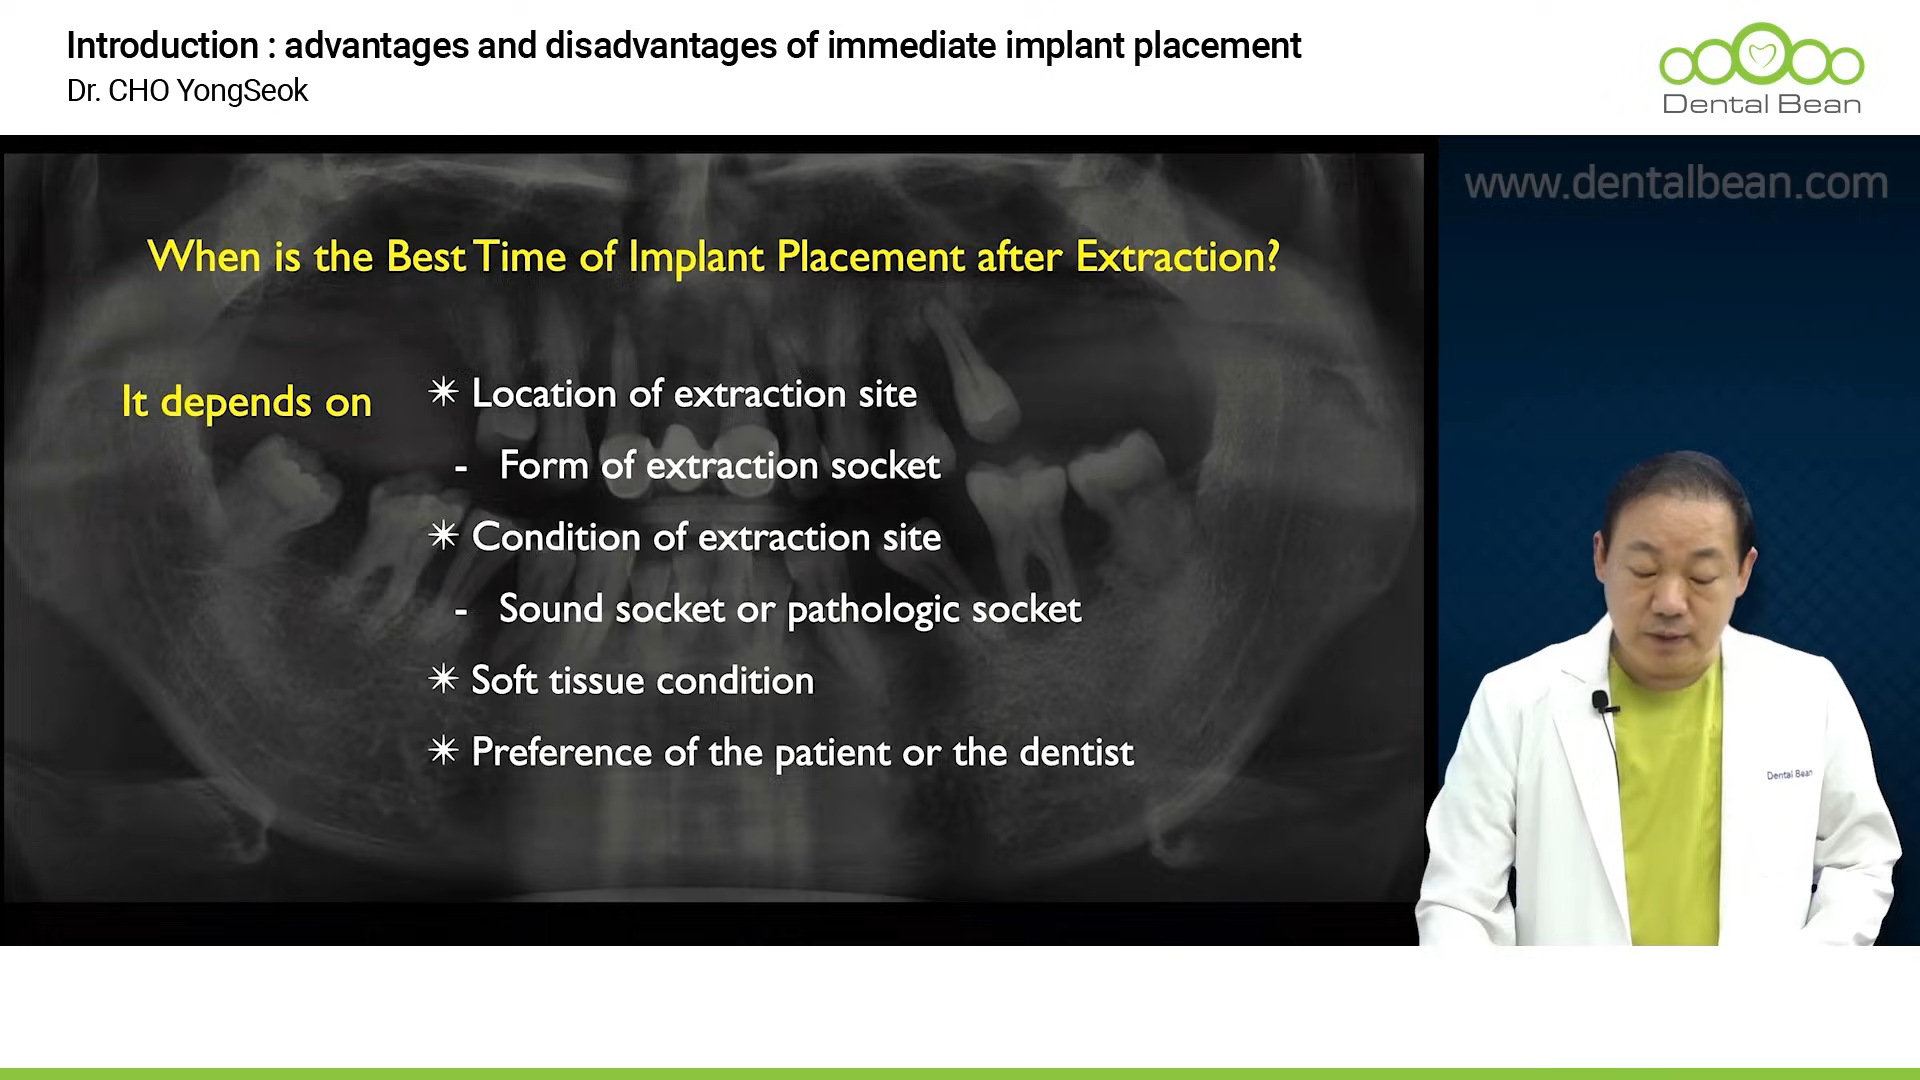 Introduction : advantages and disadvantages of immediate implant placement
Dr. CHO YongSeok
Dental Bean
www.dentalbean.com
When is the Best Time of Implant Placement after Extraction?
It depends on
✴ Location of extraction site
- Form of extraction socket
✴ Condition of extraction site
- Sound socket or pathologic socket
✴ Soft tissue condition
✴ Preference of the patient or the dentist
Dental Bean